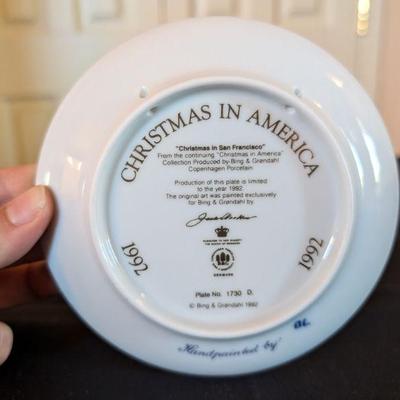 CHRISTMAS IN AMERICA
"Christmas in San Francisco"
From the continuing "Christmas in America"
Collection Produced by Bing & Grøndahl
Copenhagen Porcelain.
Production of this plate is limited
to the year 1992.
The original art was painted exclusively
for Bing & Grøndahl by
1992
1992
DENMARK
Plate No. 1730 D.
© Bing & Grøndahl 1992
Handpainted by: